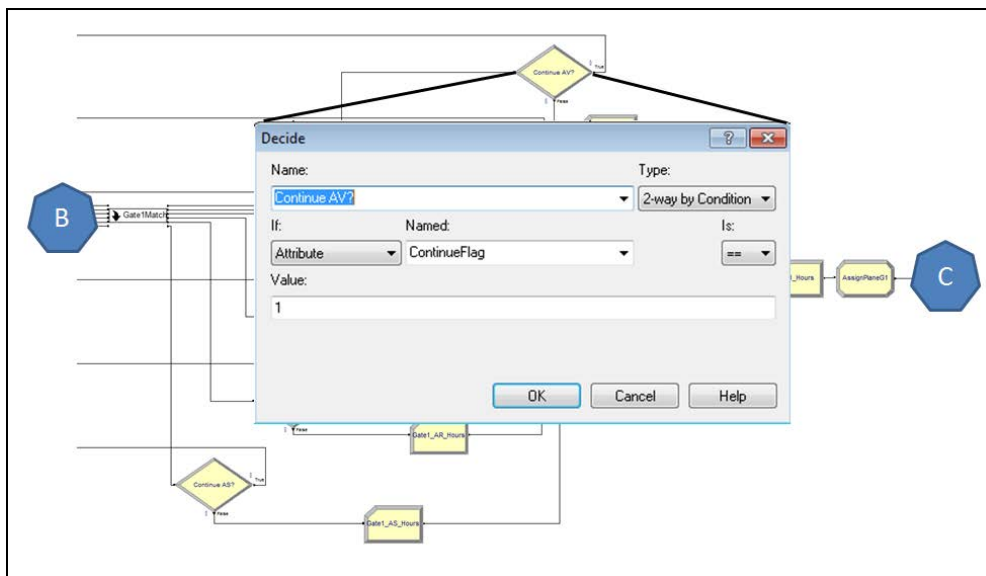 Continue AV?
True
False
Decide
Name:
Type:
Continue AV?
2-way by Condition
If:
Named:
Is:
Attribute
ContinueFlag
==
Value:
1
OK
Cancel
Help
B
Gate1Match
1_Hours
AssignPlaneG1
C
False
Gate1_AR_Hours
Continue AS?
True
False
Gate1_AS_Hours